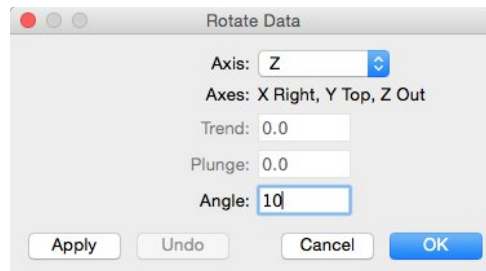 Rotate Data
Axis: Z
Axes: X Right, Y Top, Z Out
Trend: 0.0
Plunge: 0.0
Angle: 10
Apply Undo Cancel OK